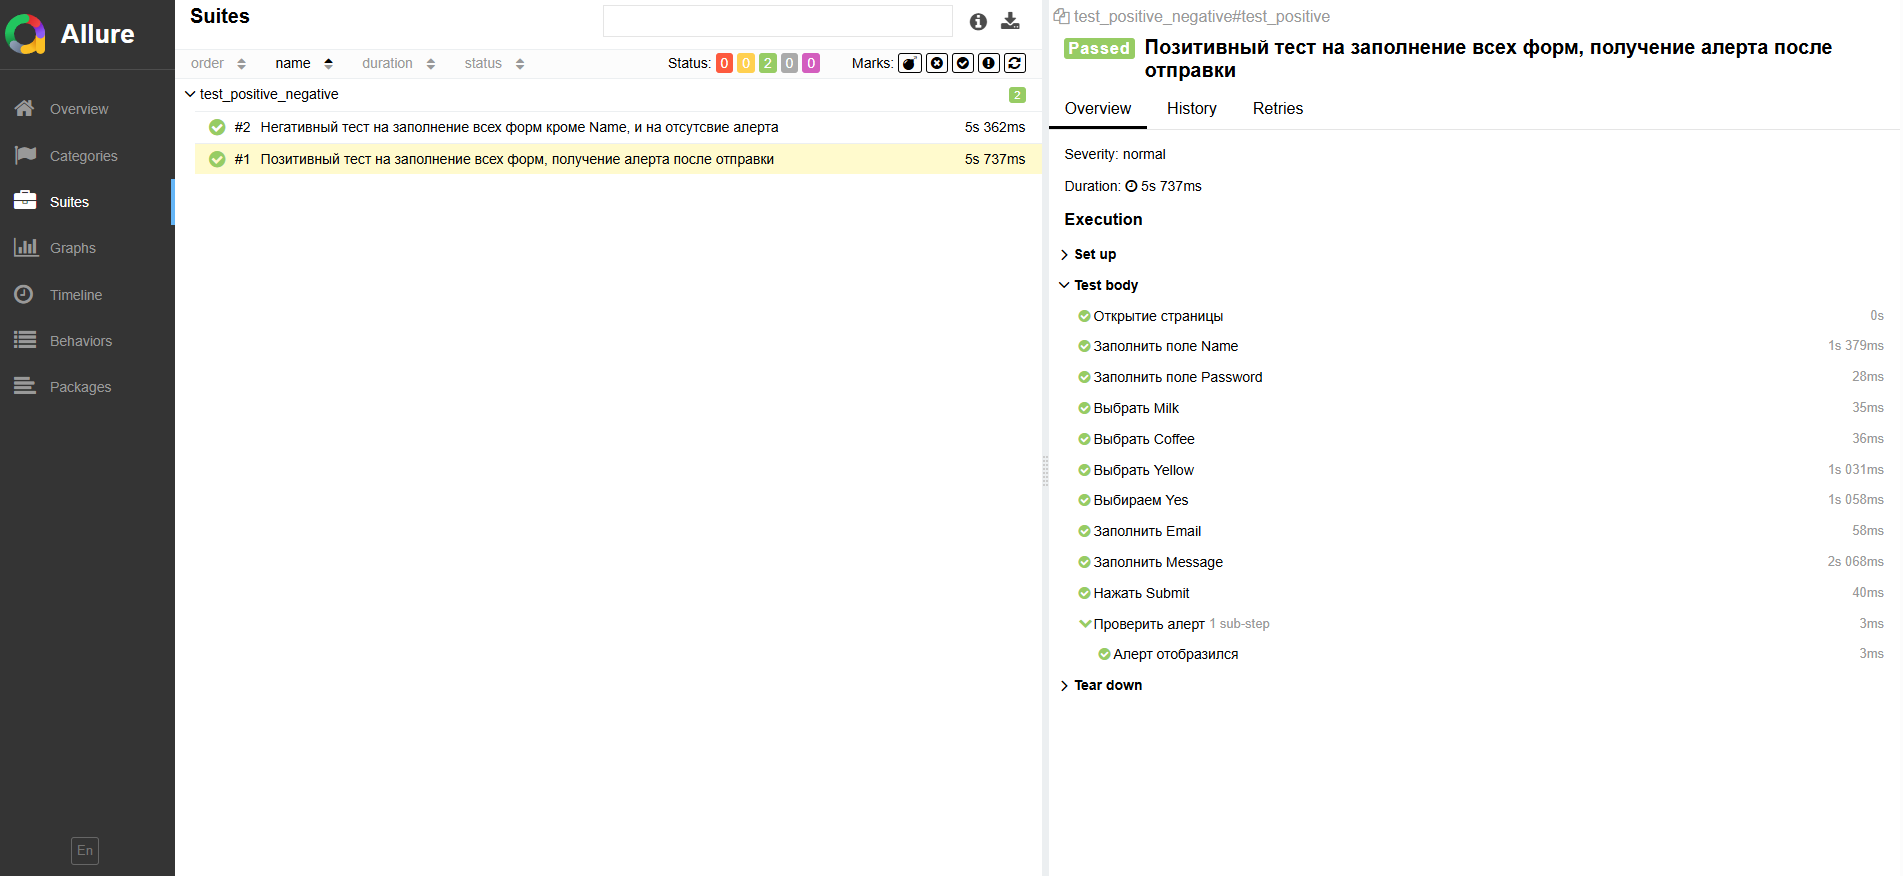 Allure
Overview
Categories
Suites
Graphs
Timeline
Behaviors
Packages
En
Suites
order name duration status Status: 0 0 2 0 0 Marks:
test_positive_negative 2
#2 Негативный тест на заполнение всех форм кроме Name, и на отсутсвие алерта 5s 362ms
#1 Позитивный тест на заполнение всех форм, получение алерта после отправки 5s 737ms
test_positive_negative#test_positive
Passed Позитивный тест на заполнение всех форм, получение алерта после
отправки
Overview History Retries
Severity: normal
Duration: 5s 737ms
Execution
Set up
Test body
Открытие страницы 0s
Заполнить поле Name 1s 379ms
Заполнить поле Password 28ms
Выбрать Milk 35ms
Выбрать Coffee 36ms
Выбрать Yellow 1s 031ms
Выбираем Yes 1s 058ms
Заполнить Email 58ms
Заполнить Message 2s 068ms
Нажать Submit 40ms
Проверить алерт 1 sub-step 3ms
Алерт отобразился 3ms
Tear down